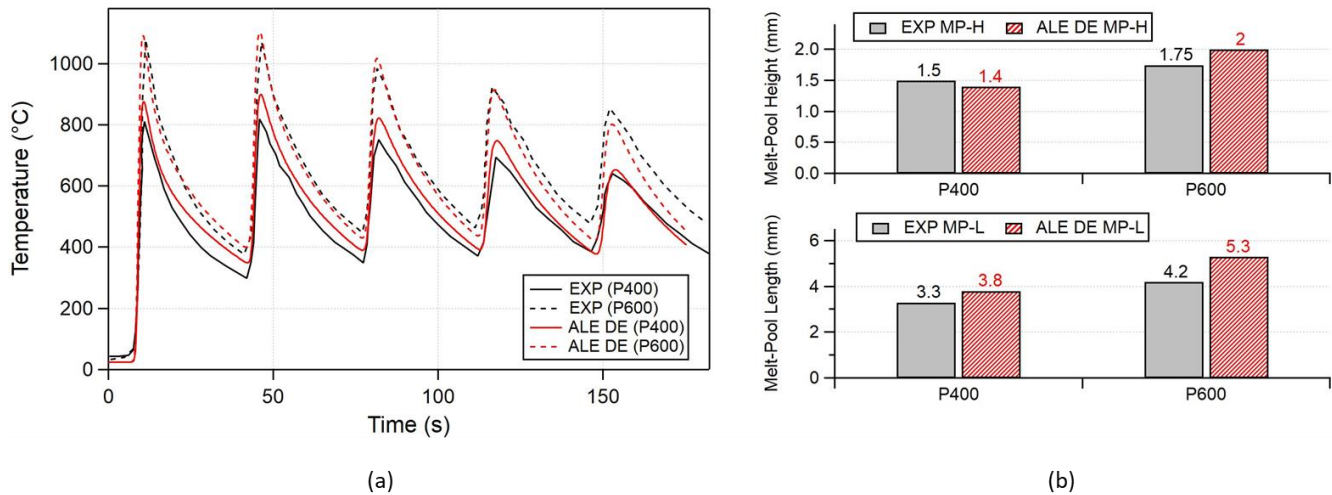 Temperature (°C)
1000
800
600
400
200
0
0
50
100
150
Time (s)
EXP (P400)
EXP (P600)
ALE DE (P400)
ALE DE (P600)
(a)
EXP MP-H
ALE DE MP-H
Melt-Pool Height (mm)
2.0
1.5
1.0
0.5
0.0
1.5
1.4
1.75
2
P400
P600
EXP MP-L
ALE DE MP-L
Melt-Pool Length (mm)
6
4
2
0
3.3
3.8
4.2
5.3
P400
P600
(b)